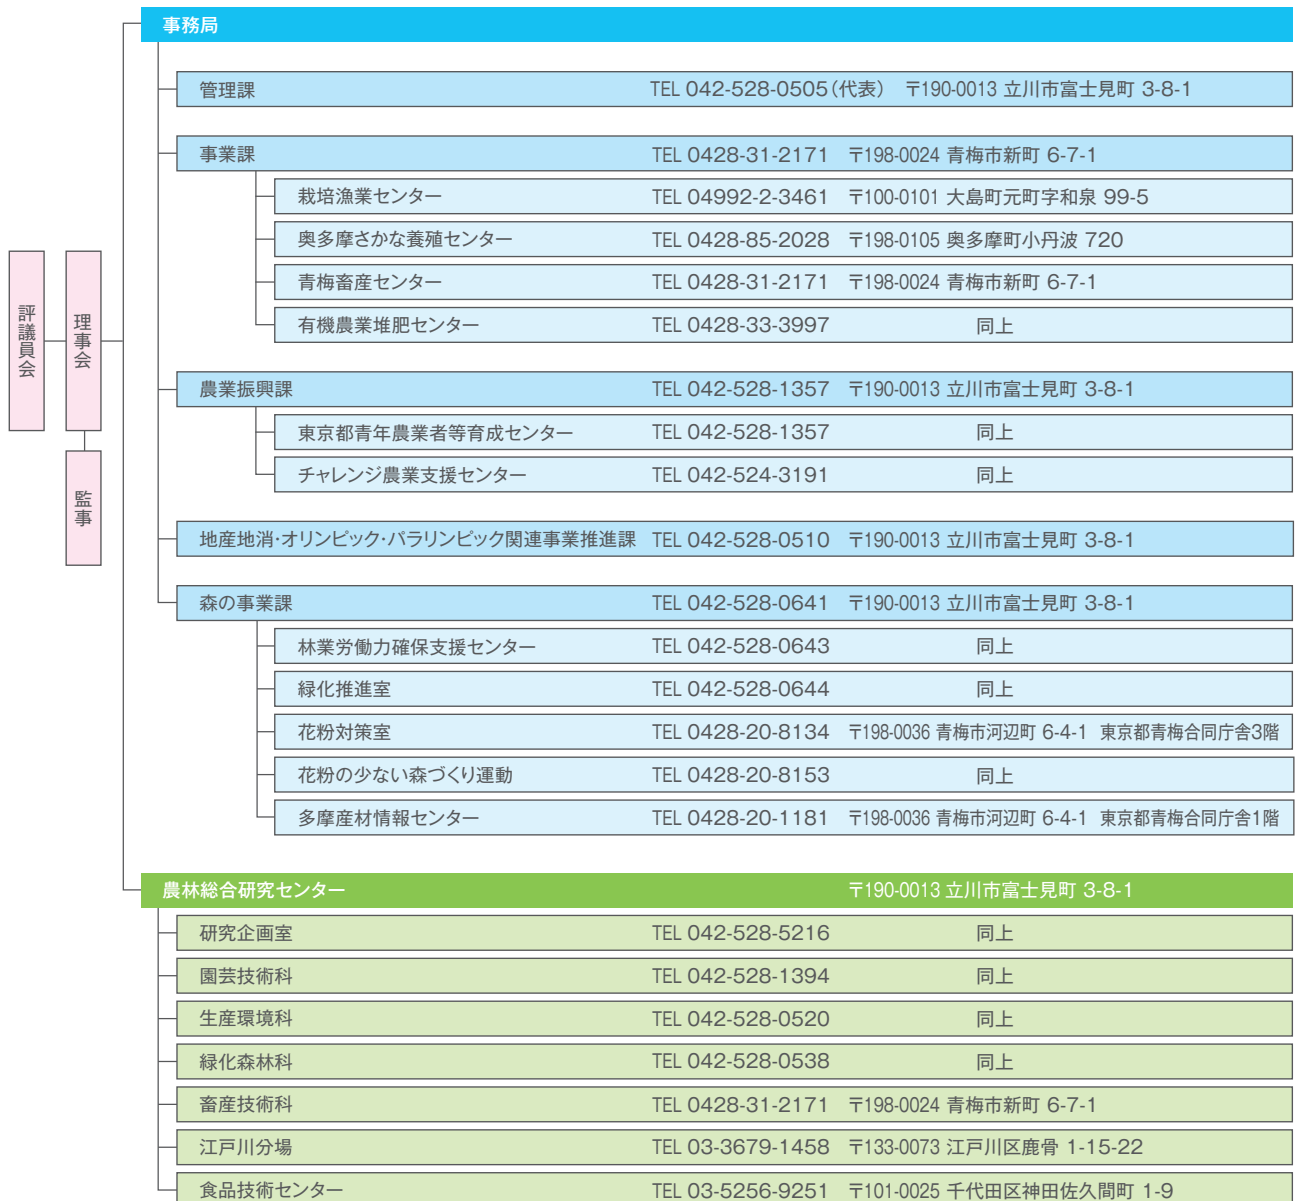 評議員会
理事会
監事
事務局
管理課 TEL 042-528-0505（代表） 〒190-0013 立川市富士見町 3-8-1
事業課 TEL 0428-31-2171 〒198-0024 青梅市新町 6-7-1
栽培漁業センター TEL 04992-2-3461 〒100-0101 大島町元町字和泉 99-5
奥多摩さかな養殖センター TEL 0428-85-2028 〒198-0105 奥多摩町小丹波 720
青梅畜産センター TEL 0428-31-2171 〒198-0024 青梅市新町 6-7-1
有機農業堆肥センター TEL 0428-33-3997 同上
農業振興課 TEL 042-528-1357 〒190-0013 立川市富士見町 3-8-1
東京都青年農業者等育成センター TEL 042-528-1357 同上
チャレンジ農業支援センター TEL 042-524-3191 同上
地産地消・オリンピック・パラリンピック関連事業推進課 TEL 042-528-0510 〒190-0013 立川市富士見町 3-8-1
森の事業課 TEL 042-528-0641 〒190-0013 立川市富士見町 3-8-1
林業労働力確保支援センター TEL 042-528-0643 同上
緑化推進室 TEL 042-528-0644 同上
花粉対策室 TEL 0428-20-8134 〒198-0036 青梅市河辺町 6-4-1 東京都青梅合同庁舎3階
花粉の少ない森づくり運動 TEL 0428-20-8153 同上
多摩産材情報センター TEL 0428-20-1181 〒198-0036 青梅市河辺町 6-4-1 東京都青梅合同庁舎1階
農林総合研究センター 〒190-0013 立川市富士見町 3-8-1
研究企画室 TEL 042-528-5216 同上
園芸技術科 TEL 042-528-1394 同上
生産環境科 TEL 042-528-0520 同上
緑化森林科 TEL 042-528-0538 同上
畜産技術科 TEL 0428-31-2171 〒198-0024 青梅市新町 6-7-1
江戸川分場 TEL 03-3679-1458 〒133-0073 江戸川区鹿骨 1-15-22
食品技術センター TEL 03-5256-9251 〒101-0025 千代田区神田佐久間町 1-9